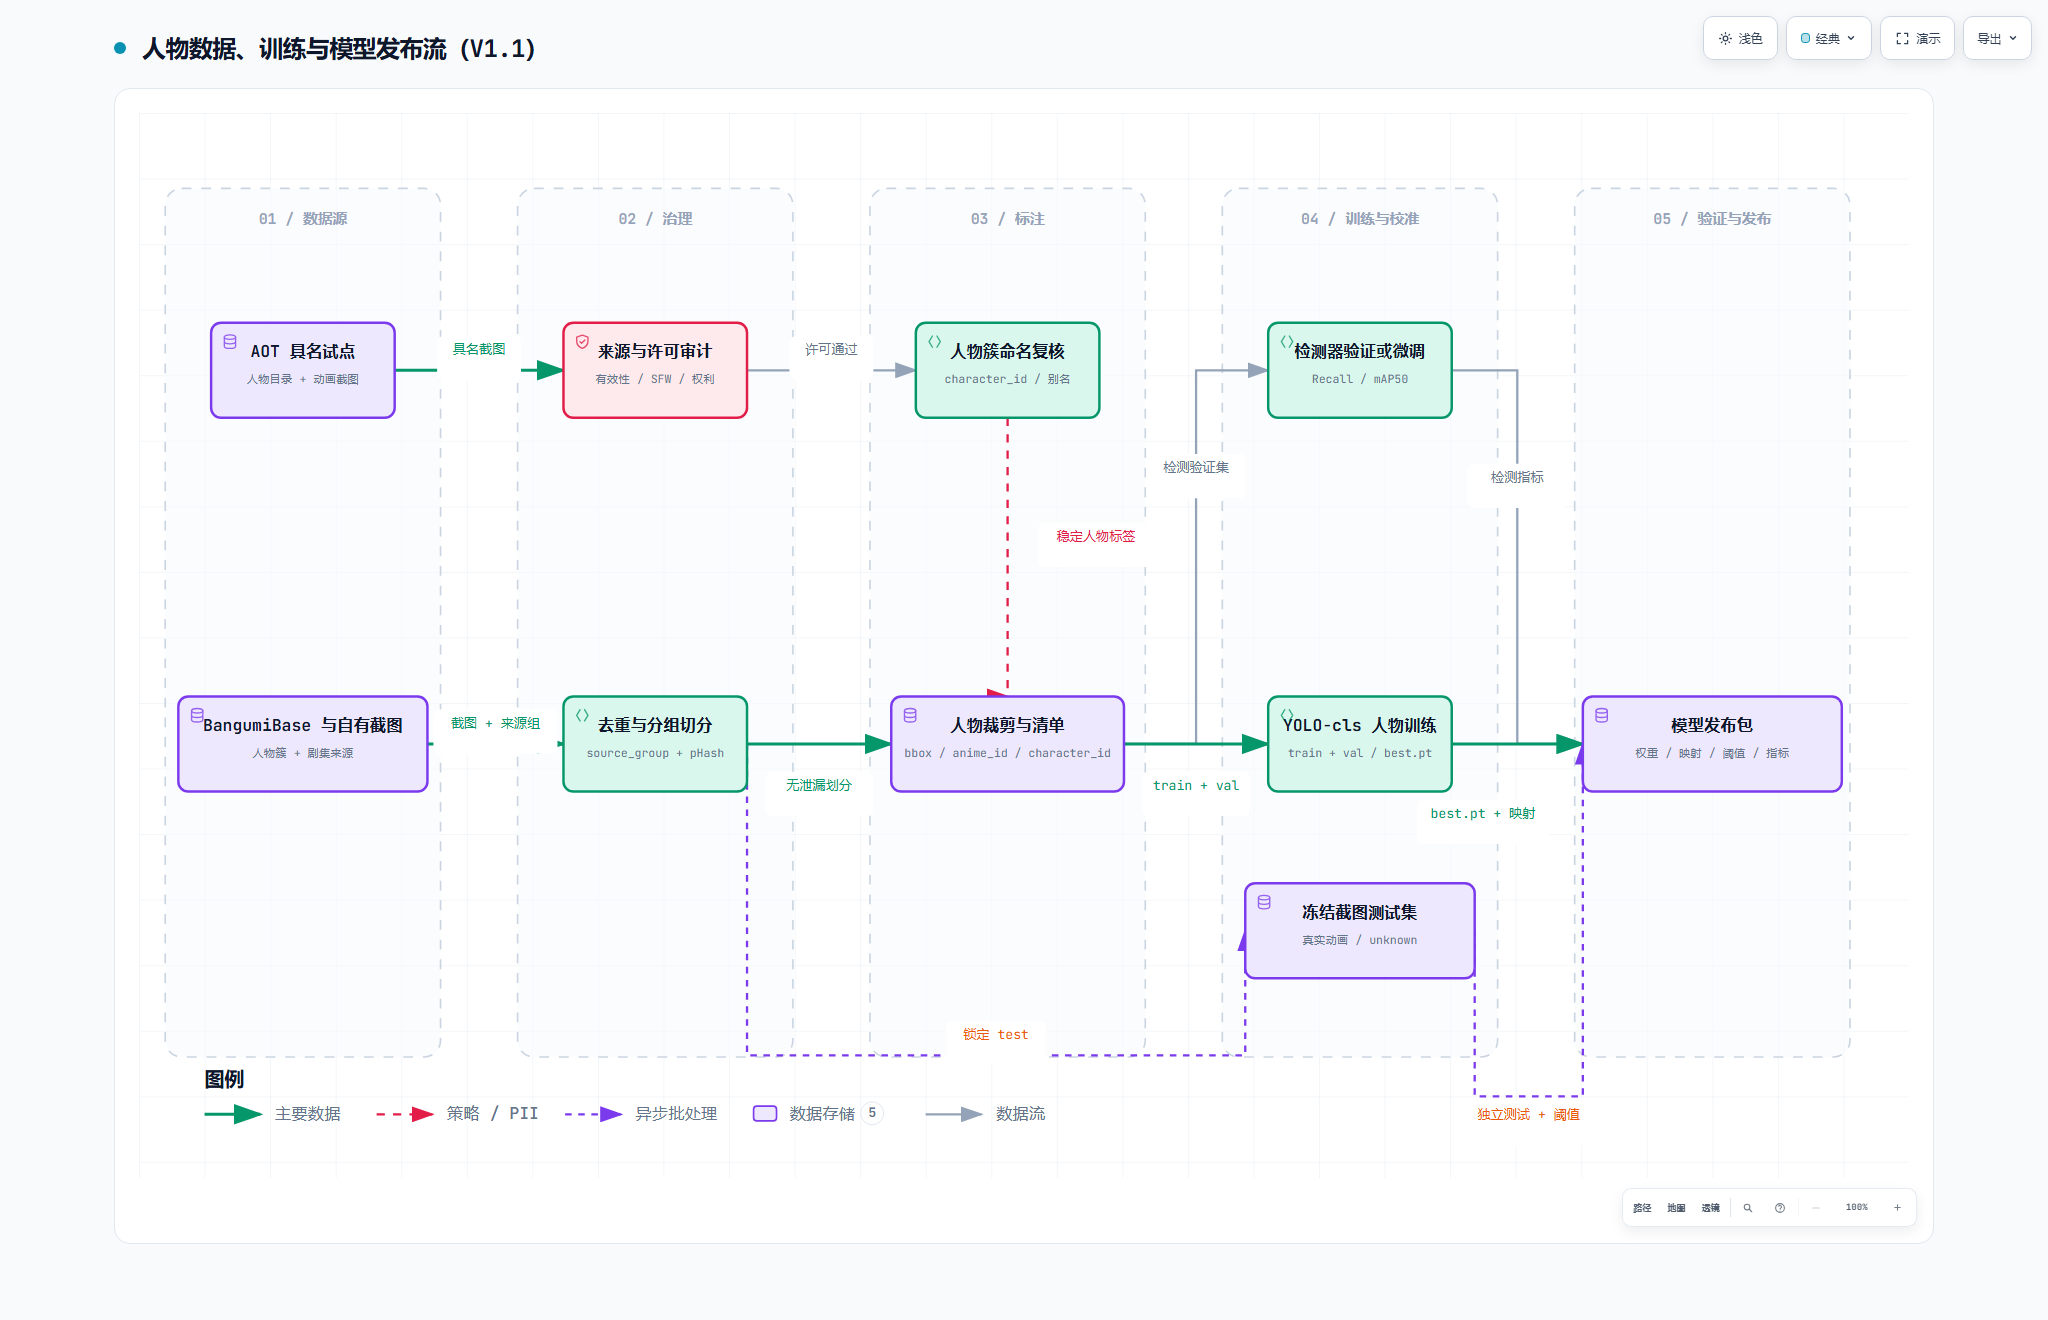 人物数据、训练与模型发布流（V1.1）
浅色
经典
演示
导出
01 / 数据源
02 / 治理
03 / 标注
04 / 训练与校准
05 / 验证与发布
AOT 具名试点
人物目录 + 动画截图
具名截图
来源与许可审计
有效性 / SFW / 权利
许可通过
人物簇命名复核
character_id / 别名
检测器验证或微调
Recall / mAP50
检测验证集
检测指标
稳定人物标签
BangumiBase 与自有截图
人物簇 + 剧集来源
截图 + 来源组
去重与分组切分
source_group + pHash
无泄漏划分
人物裁剪与清单
bbox / anime_id / character_id
train + val
YOLO-cls 人物训练
train + val / best.pt
best.pt + 映射
模型发布包
权重 / 映射 / 阈值 / 指标
冻结截图测试集
真实动画 / unknown
锁定 test
独立测试 + 阈值
图例
主要数据
策略 / PII
异步批处理
数据存储 5
数据流
路径
地图
透镜
100%